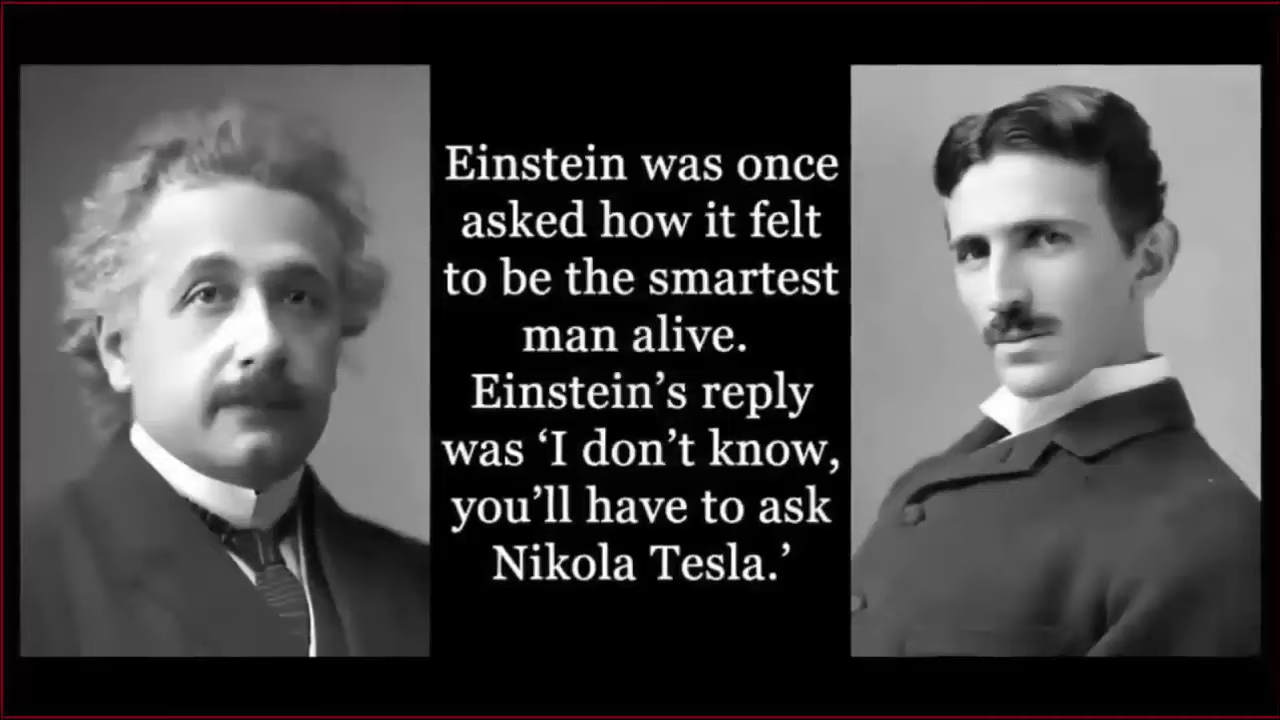 Einstein was once
asked how it felt
to be the smartest
man alive.
Einstein’s reply
was ‘I don’t know,
you’ll have to ask
Nikola Tesla.’